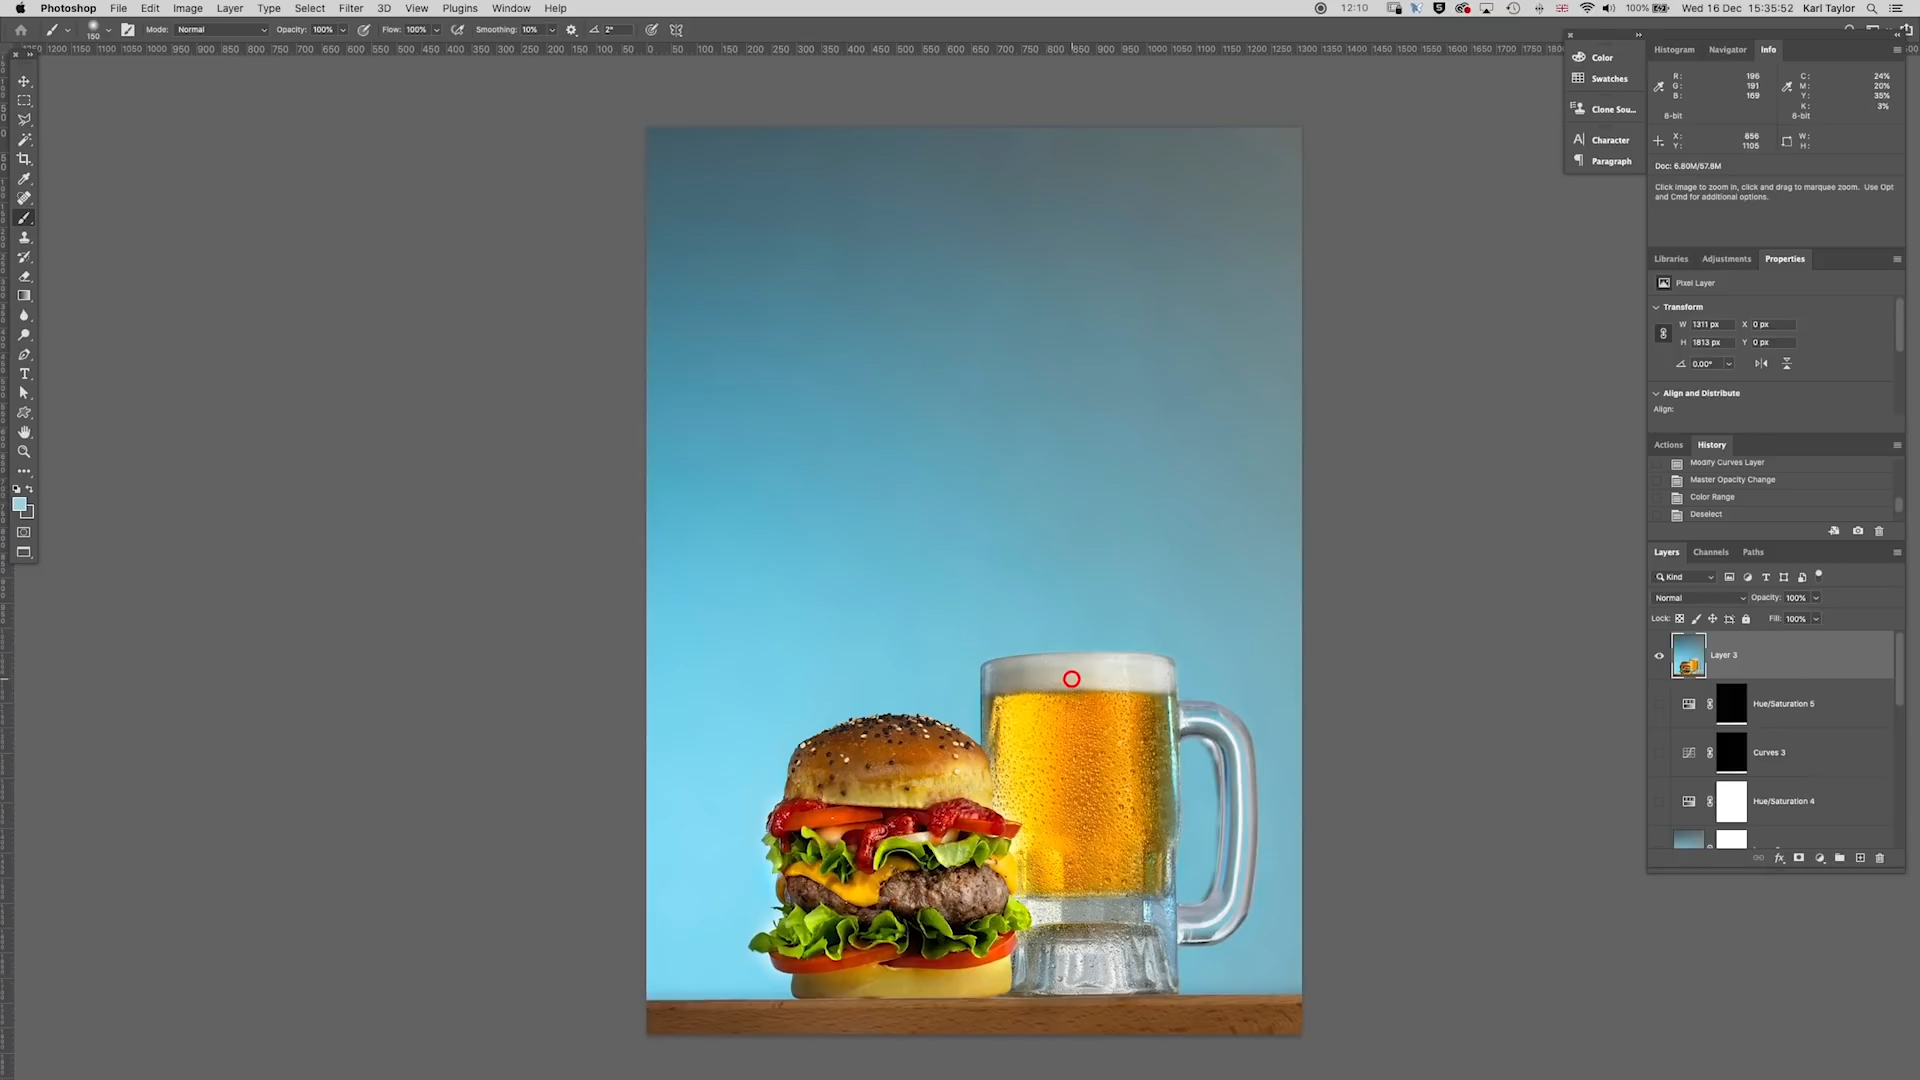 Photoshop File Edit Image Layer Type Select Filter 3D View Plugins Window Help 12:10 100% Wed 16 Dec 15:35:52 Karl Taylor
150 Mode: Normal Opacity: 100% Flow: 100% Smoothing: 10% 2°
Color
Swatches
Clone Sou...
Character
Paragraph
Histogram Navigator Info
R: 196 C: 24%
G: 191 M: 20%
B: 169 Y: 35%
K: 3%
8-bit 8-bit
X: 856 W:
Y: 1105 H:
Doc: 6.80M/57.8M
Click image to zoom in, click and drag to marquee zoom. Use Opt
and Cmd for additional options.
Libraries Adjustments Properties
Pixel Layer
Transform
W 1311 px X 0 px
H 1813 px Y 0 px
0.00°
Align and Distribute
Align:
Actions History
Modify Curves Layer
Master Opacity Change
Color Range
Deselect
Layers Channels Paths
Kind
Normal Opacity: 100%
Lock: Fill: 100%
Layer 3
Hue/Saturation 5
Curves 3
Hue/Saturation 4